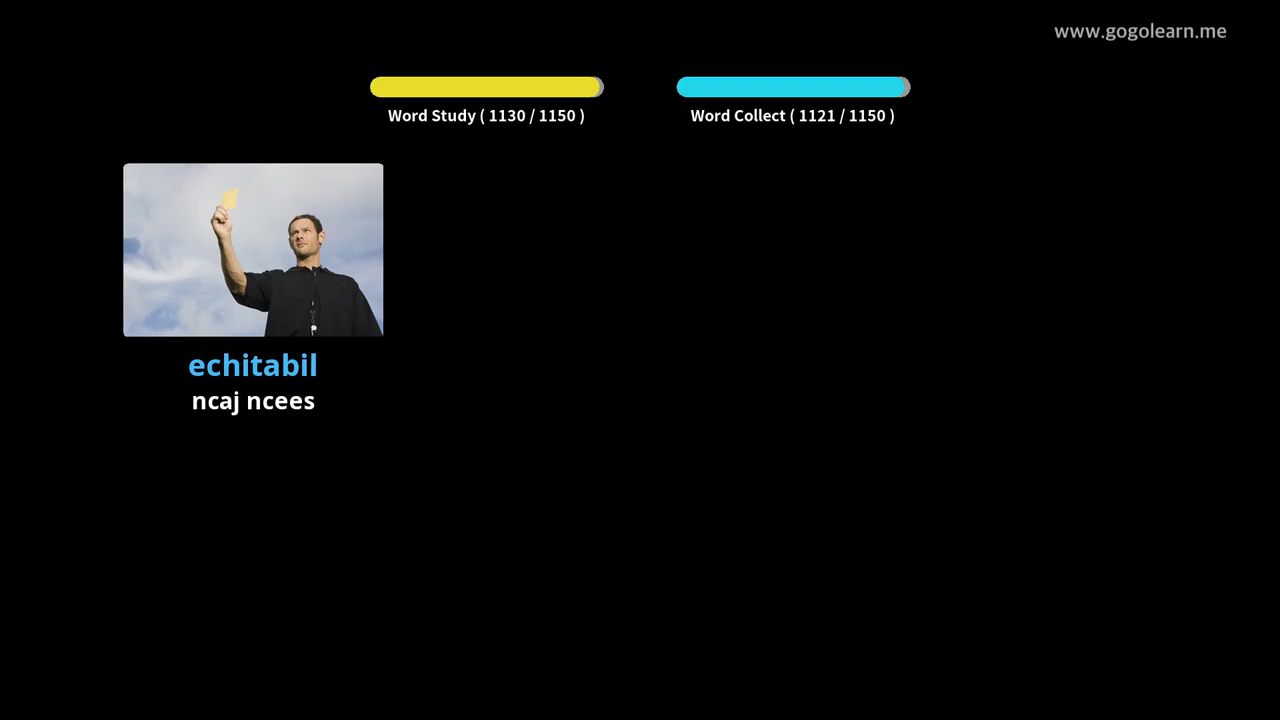 www.gogolearn.me
Word Study ( 1130 / 1150 )
Word Collect ( 1121 / 1150 )
echitabil
ncaj ncees